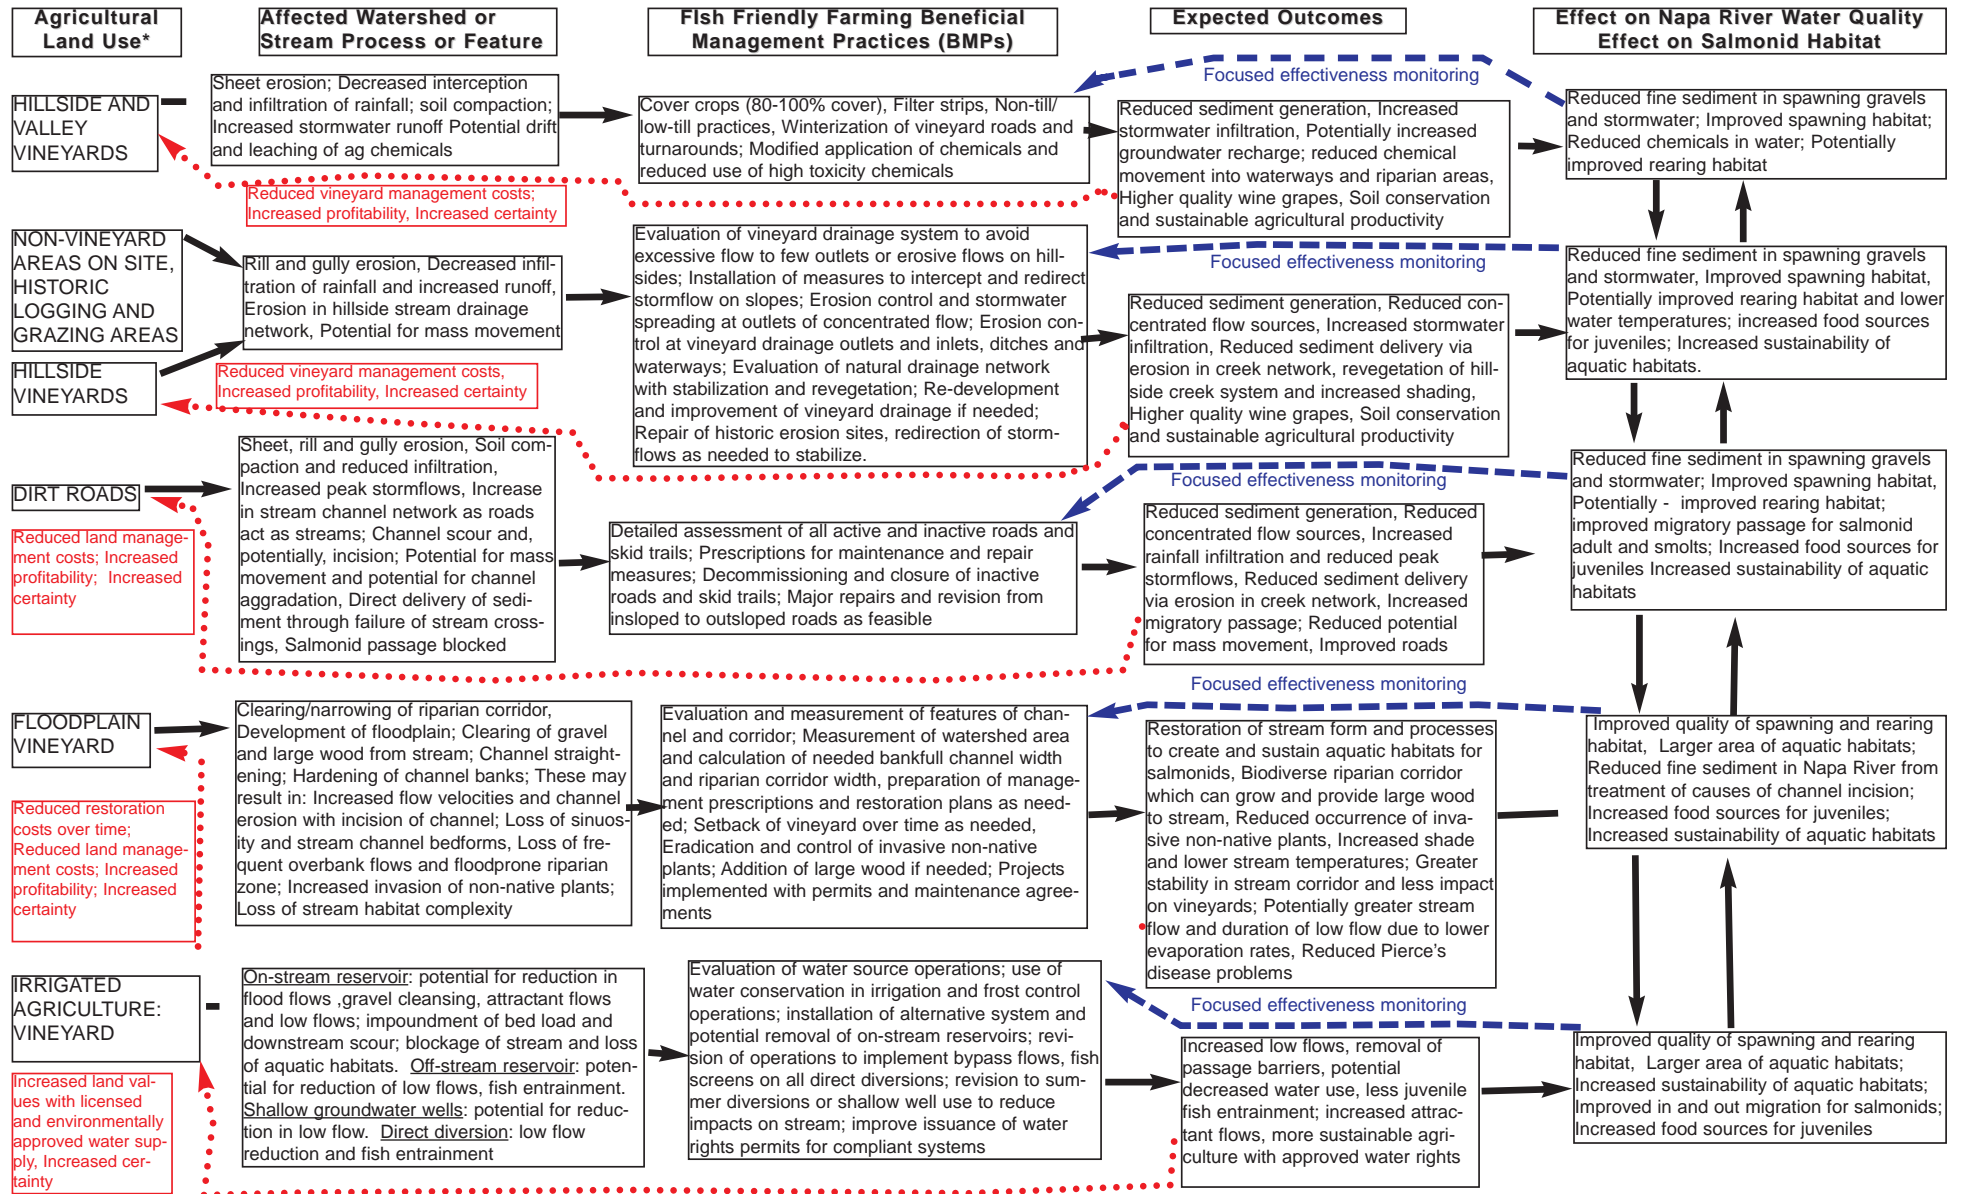 Agricultural
Land Use*
Affected Watershed or
Stream Process or Feature
FIsh Friendly Farming Beneficial
Management Practices (BMPs)
Expected Outcomes
Effect on Napa River Water Quality
Effect on Salmonid Habitat
HILLSIDE AND
VALLEY
VINEYARDS
Sheet erosion; Decreased interception
and infiltration of rainfall; soil compaction;
Increased stormwater runoff Potential drift
and leaching of ag chemicals
Cover crops (80-100% cover), Filter strips, Non-till/
low-till practices, Winterization of vineyard roads and
turnarounds; Modified application of chemicals and
reduced use of high toxicity chemicals
Focused effectiveness monitoring
Reduced sediment generation, Increased
stormwater infiltration, Potentially increased
groundwater recharge; reduced chemical
movement into waterways and riparian areas,
Higher quality wine grapes, Soil conservation
and sustainable agricultural productivity
Reduced fine sediment in spawning gravels
and stormwater; Improved spawning habitat;
Reduced chemicals in water; Potentially
improved rearing habitat
Reduced vineyard management costs;
Increased profitability, Increased certainty
NON-VINEYARD
AREAS ON SITE,
HISTORIC
LOGGING AND
GRAZING AREAS
HILLSIDE
VINEYARDS
Rill and gully erosion, Decreased infil-
tration of rainfall and increased runoff,
Erosion in hillside stream drainage
network, Potential for mass movement
Reduced vineyard management costs,
Increased profitability, Increased certainty
Evaluation of vineyard drainage system to avoid
excessive flow to few outlets or erosive flows on hill-
sides; Installation of measures to intercept and redirect
stormflow on slopes; Erosion control and stormwater
spreading at outlets of concentrated flow; Erosion con-
trol at vineyard drainage outlets and inlets, ditches and
waterways; Evaluation of natural drainage network
with stabilization and revegetation; Re-development
and improvement of vineyard drainage if needed;
Repair of historic erosion sites, redirection of storm-
flows as needed to stabilize.
Focused effectiveness monitoring
Reduced sediment generation, Reduced con-
centrated flow sources, Increased stormwater
infiltration, Reduced sediment delivery via
erosion in creek network, revegetation of hill-
side creek system and increased shading,
Higher quality wine grapes, Soil conservation
and sustainable agricultural productivity
Reduced fine sediment in spawning gravels
and stormwater, Improved spawning habitat,
Potentially improved rearing habitat and lower
water temperatures; increased food sources
for juveniles; Increased sustainability of
aquatic habitats.
DIRT ROADS
Reduced land manage-
ment costs; Increased
profitability; Increased
certainty
Sheet, rill and gully erosion, Soil com-
paction and reduced infiltration,
Increased peak stormflows, Increase
in stream channel network as roads
act as streams; Channel scour and,
potentially, incision; Potential for mass
movement and potential for channel
aggradation, Direct delivery of sedi-
ment through failure of stream cross-
ings, Salmonid passage blocked
Detailed assessment of all active and inactive roads and
skid trails; Prescriptions for maintenance and repair
measures; Decommissioning and closure of inactive
roads and skid trails; Major repairs and revision from
insloped to outsloped roads as feasible
Focused effectiveness monitoring
Reduced sediment generation, Reduced
concentrated flow sources, Increased
rainfall infiltration and reduced peak
stormflows, Reduced sediment delivery
via erosion in creek network, Increased
migratory passage; Reduced potential
for mass movement, Improved roads
Reduced fine sediment in spawning gravels
and stormwater; Improved spawning habitat,
Potentially - improved rearing habitat;
improved migratory passage for salmonid
adult and smolts; Increased food sources for
juveniles Increased sustainability of aquatic
habitats
FLOODPLAIN
VINEYARD
Reduced restoration
costs over time;
Reduced land manage-
ment costs; Increased
profitability; Increased
certainty
Clearing/narrowing of riparian corridor,
Development of floodplain; Clearing of gravel
and large wood from stream; Channel straight-
ening; Hardening of channel banks; These may
result in: Increased flow velocities and channel
erosion with incision of channel; Loss of sinuos-
ity and stream channel bedforms, Loss of fre-
quent overbank flows and floodprone riparian
zone; Increased invasion of non-native plants;
Loss of stream habitat complexity
Evaluation and measurement of features of chan-
nel and corridor; Measurement of watershed area
and calculation of needed bankfull channel width
and riparian corridor width, preparation of manage-
ment prescriptions and restoration plans as need-
ed; Setback of vineyard over time as needed,
Eradication and control of invasive non-native
plants; Addition of large wood if needed; Projects
implemented with permits and maintenance agree-
ments
Focused effectiveness monitoring
Restoration of stream form and processes
to create and sustain aquatic habitats for
salmonids, Biodiverse riparian corridor
which can grow and provide large wood
to stream, Reduced occurrence of inva-
sive non-native plants, Increased shade
and lower stream temperatures; Greater
stability in stream corridor and less impact
on vineyards; Potentially greater stream
flow and duration of low flow due to lower
evaporation rates, Reduced Pierce's
disease problems
Improved quality of spawning and rearing
habitat, Larger area of aquatic habitats;
Reduced fine sediment in Napa River from
treatment of causes of channel incision;
Increased food sources for juveniles;
Increased sustainability of aquatic habitats
IRRIGATED
AGRICULTURE:
VINEYARD
Increased land val-
ues with licensed
and environmentally
approved water sup-
ply, Increased cer-
tainty
On-stream reservoir: potential for reduction in
flood flows ,gravel cleansing, attractant flows
and low flows; impoundment of bed load and
downstream scour; blockage of stream and loss
of aquatic habitats. Off-stream reservoir: poten-
tial for reduction of low flows, fish entrainment.
Shallow groundwater wells: potential for reduc-
tion in low flow. Direct diversion: low flow
reduction and fish entrainment
Evaluation of water source operations; use of
water conservation in irrigation and frost control
operations; installation of alternative system and
potential removal of on-stream reservoirs; revi-
sion of operations to implement bypass flows, fish
screens on all direct diversions; revision to sum-
mer diversions or shallow well use to reduce
impacts on stream; improve issuance of water
rights permits for compliant systems
Focused effectiveness monitoring
Increased low flows, removal of
passage barriers, potential
decreased water use, less juvenile
fish entrainment; increased attrac-
tant flows, more sustainable agri-
culture with approved water rights
Improved quality of spawning and rearing
habitat, Larger area of aquatic habitats;
Increased sustainability of aquatic habitats;
Improved in and out migration for salmonids;
Increased food sources for juveniles